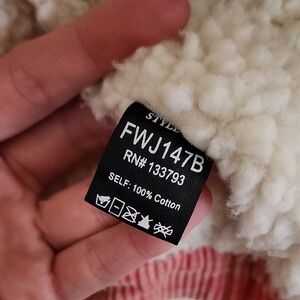 STYLE
FWJ147B
RN# 133793
SELF: 100% Cotton